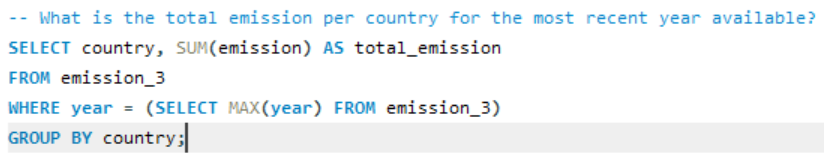 -- What is the total emission per country for the most recent year available?
SELECT country, SUM(emission) AS total_emission
FROM emission_3
WHERE year = (SELECT MAX(year) FROM emission_3)
GROUP BY country;